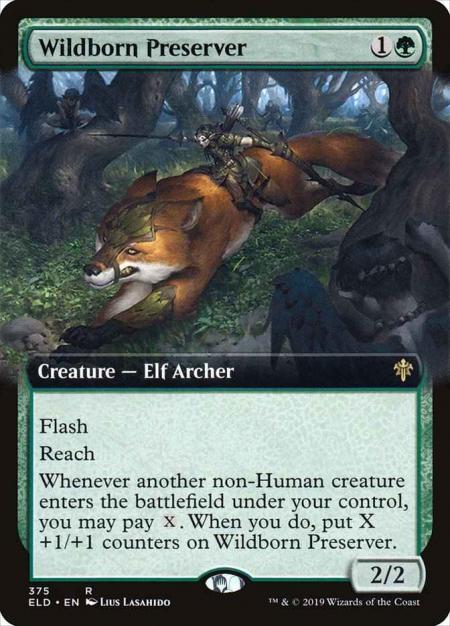 Wildborn Preserver 1
Creature — Elf Archer
Flash
Reach
Whenever another non-Human creature
enters the battlefield under your control,
you may pay X. When you do, put X
+1/+1 counters on Wildborn Preserver.
2/2
375 R
ELD • EN Lius Lasahido
™ & © 2019 Wizards of the Coast